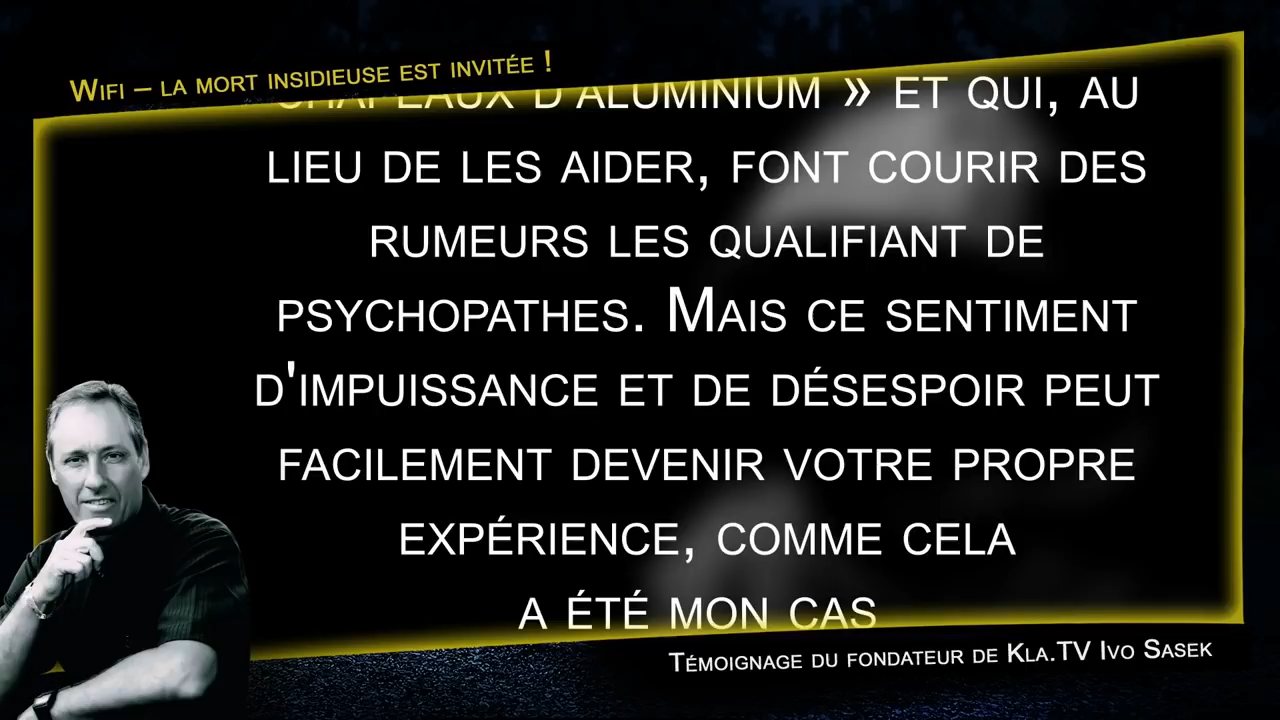 Wifi – la mort insidieuse est invitée !
chapeaux d'aluminium » et qui, au
lieu de les aider, font courir des
rumeurs les qualifiant de
psychopathes. Mais ce sentiment
d'impuissance et de désespoir peut
facilement devenir votre propre
expérience, comme cela
a été mon cas
Témoignage du fondateur de Kla.TV Ivo Sasek